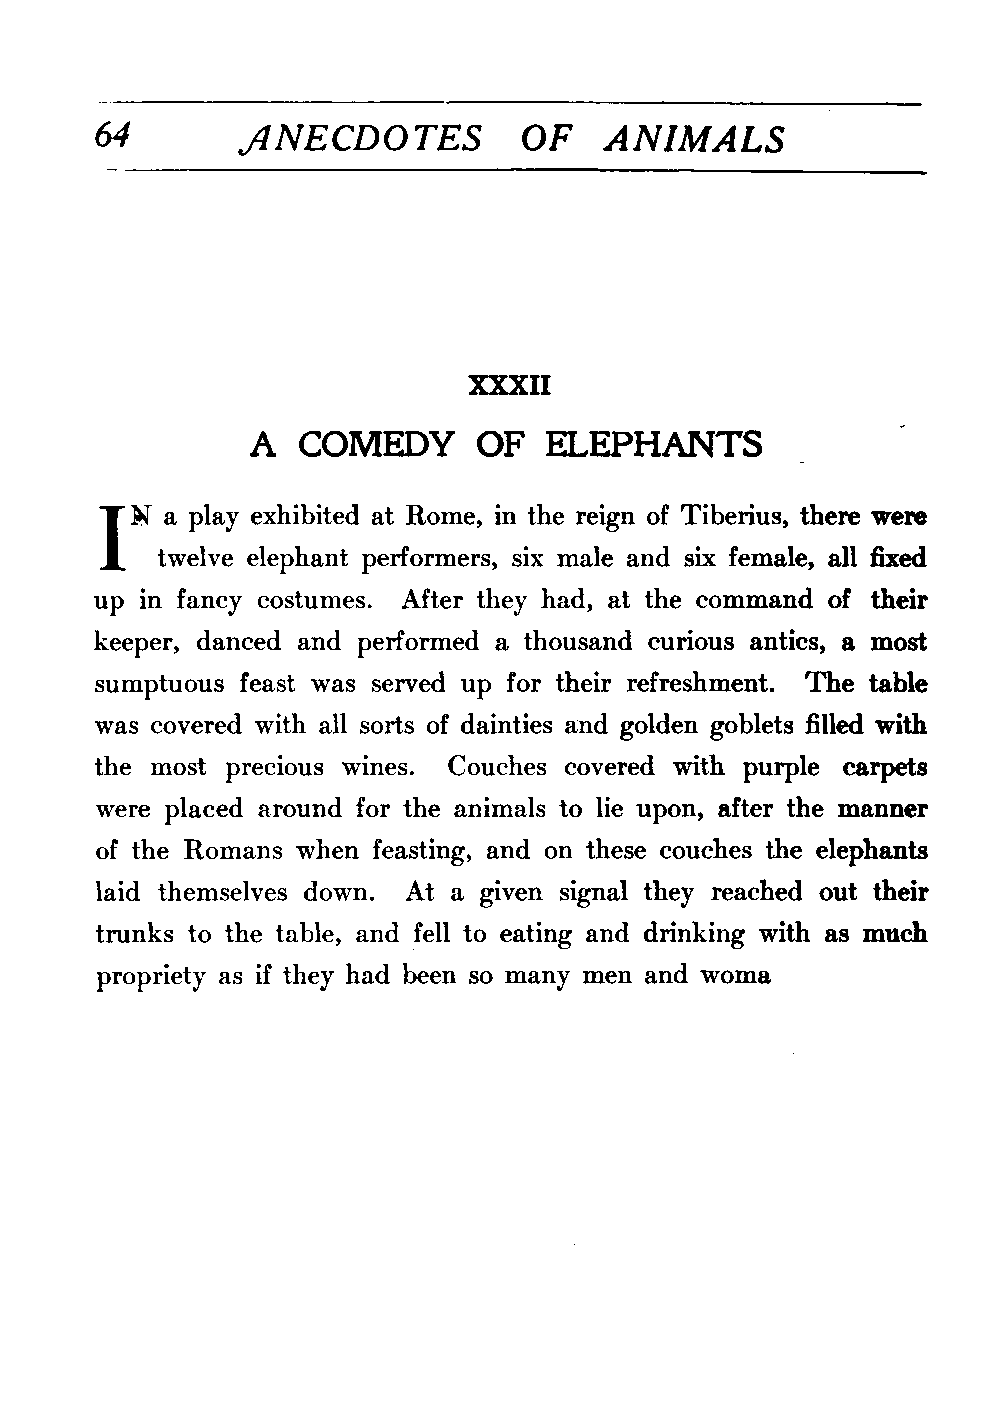 64 ANECDOTES OF ANIMALS
XXXII
A COMEDY OF ELEPHANTS
IN a play exhibited at Rome, in the reign of Tiberius, there were
twelve elephant performers, six male and six female, all fixed
up in fancy costumes. After they had, at the command of their
keeper, danced and performed a thousand curious antics, a most
sumptuous feast was served up for their refreshment. The table
was covered with all sorts of dainties and golden goblets filled with
the most precious wines. Couches covered with purple carpets
were placed around for the animals to lie upon, after the manner
of the Romans when feasting, and on these couches the elephants
laid themselves down. At a given signal they reached out their
trunks to the table, and fell to eating and drinking with as much
propriety as if they had been so many men and woma